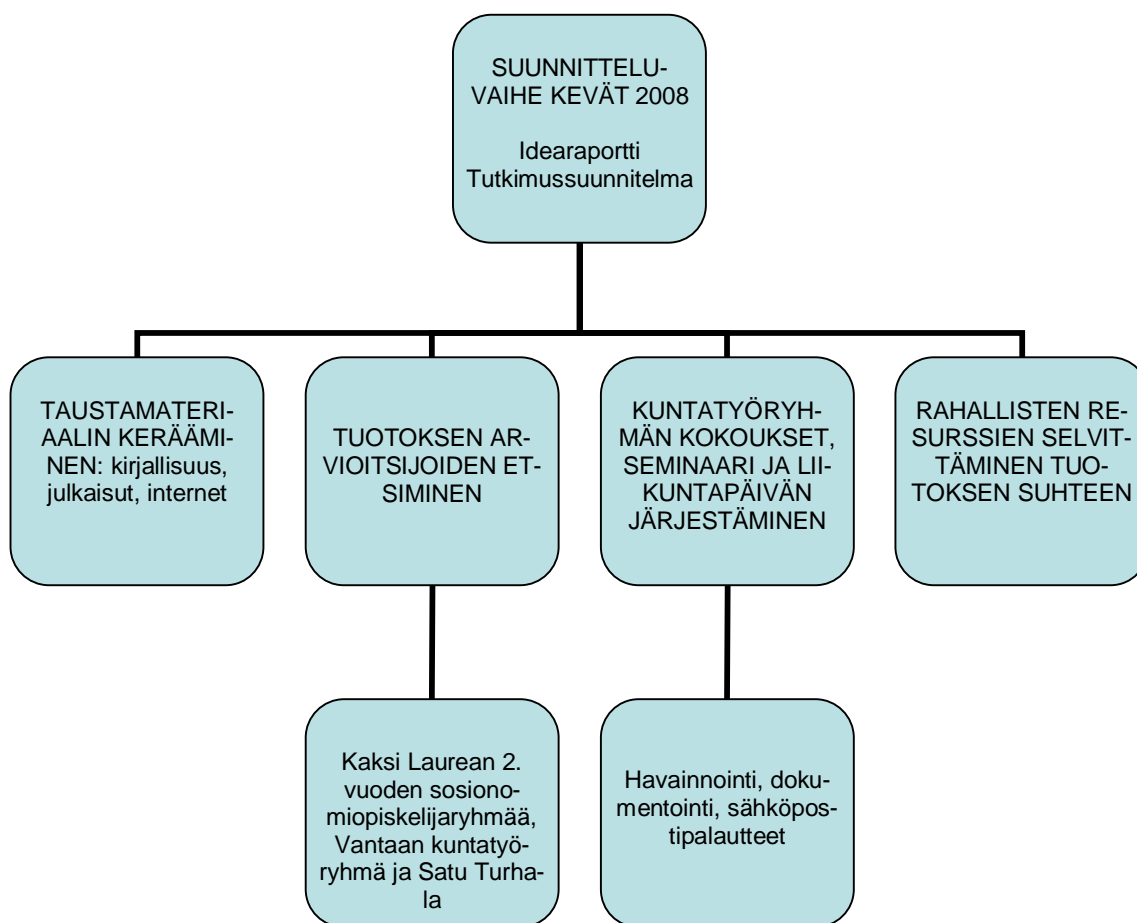 SUUNNITTELU-
VAIHE KEVÄT 2008
Idearaportti
Tutkimussuunnitelma
TAUSTAMATERI-
AALIN KERÄÄMI-
NEN: kirjallisuus,
julkaisut, internet
TUOTOKSEN AR-
VIOITSIJOIDEN ET-
SIMINEN
KUNTATYÖRYH-
MÄN KOKOUKSET,
SEMINAARI JA LII-
KUNTAPÄIVÄN
JÄRJESTÄMINEN
RAHALLISTEN RE-
SURSSIEN SELVIT-
TÄMINEN TUO-
TOKSEN SUHTEEN
Kaksi Laurean 2.
vuoden sosiono-
miopiskelijaryhmää,
Vantaan kuntatyö-
ryhmä ja Satu Turha-
la
Havainnointi, doku-
mentointi, sähköpos-
tipalautteet